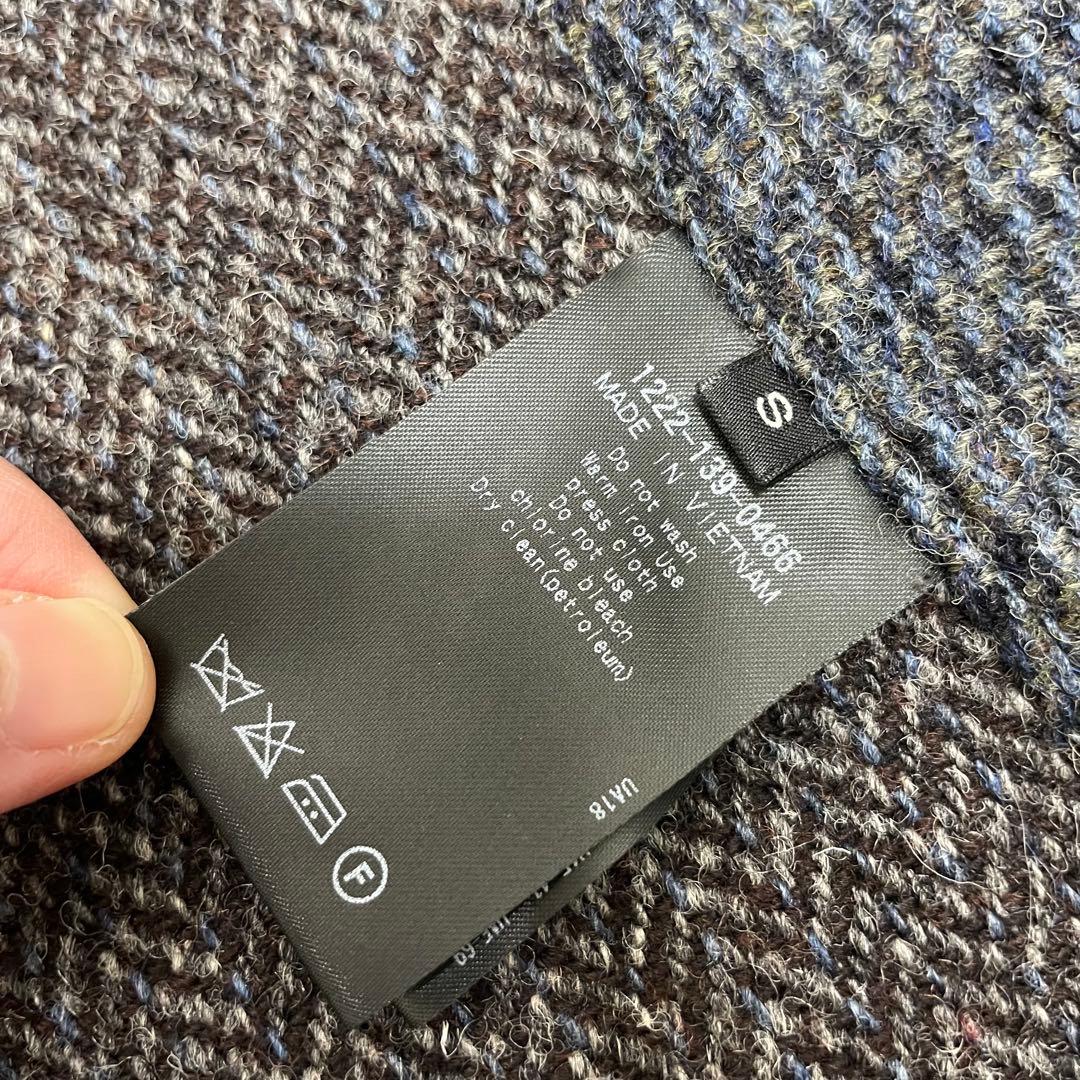 S
1222-139-0466
MADE IN VIETNAM
Do not wash
Warm iron Use
press cloth
Do not use
chlorine bleach
Dry clean(petroleum)
F
UA18